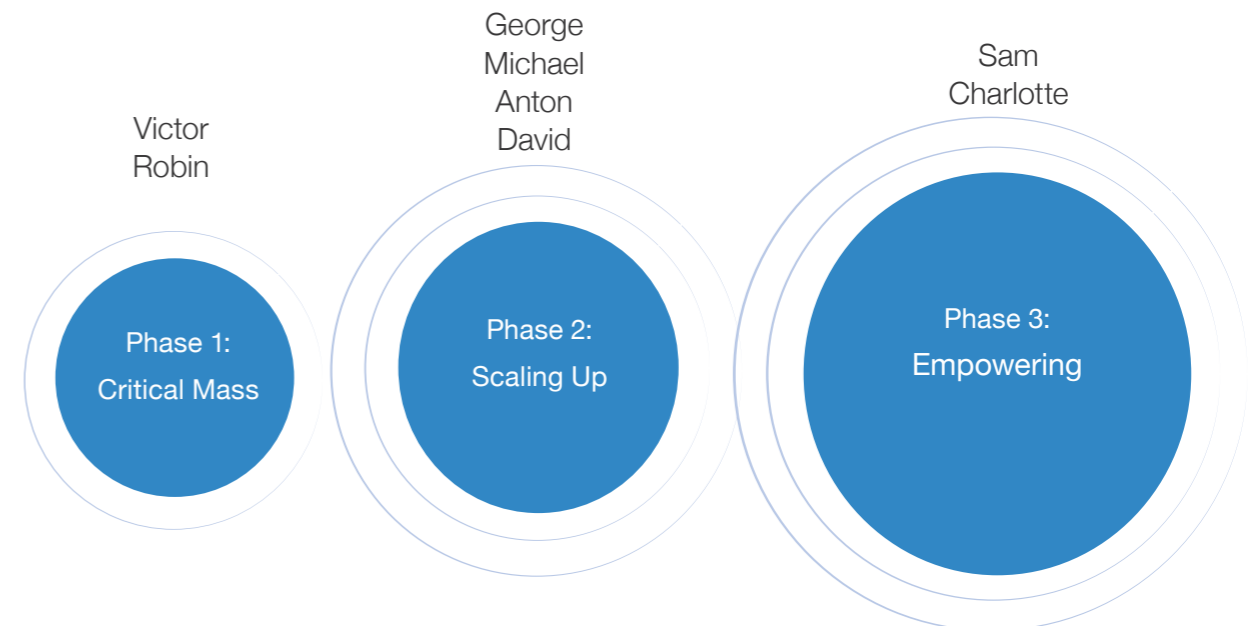 Victor
Robin
Phase 1:
Critical Mass
George
Michael
Anton
David
Phase 2:
Scaling Up
Sam
Charlotte
Phase 3:
Empowering